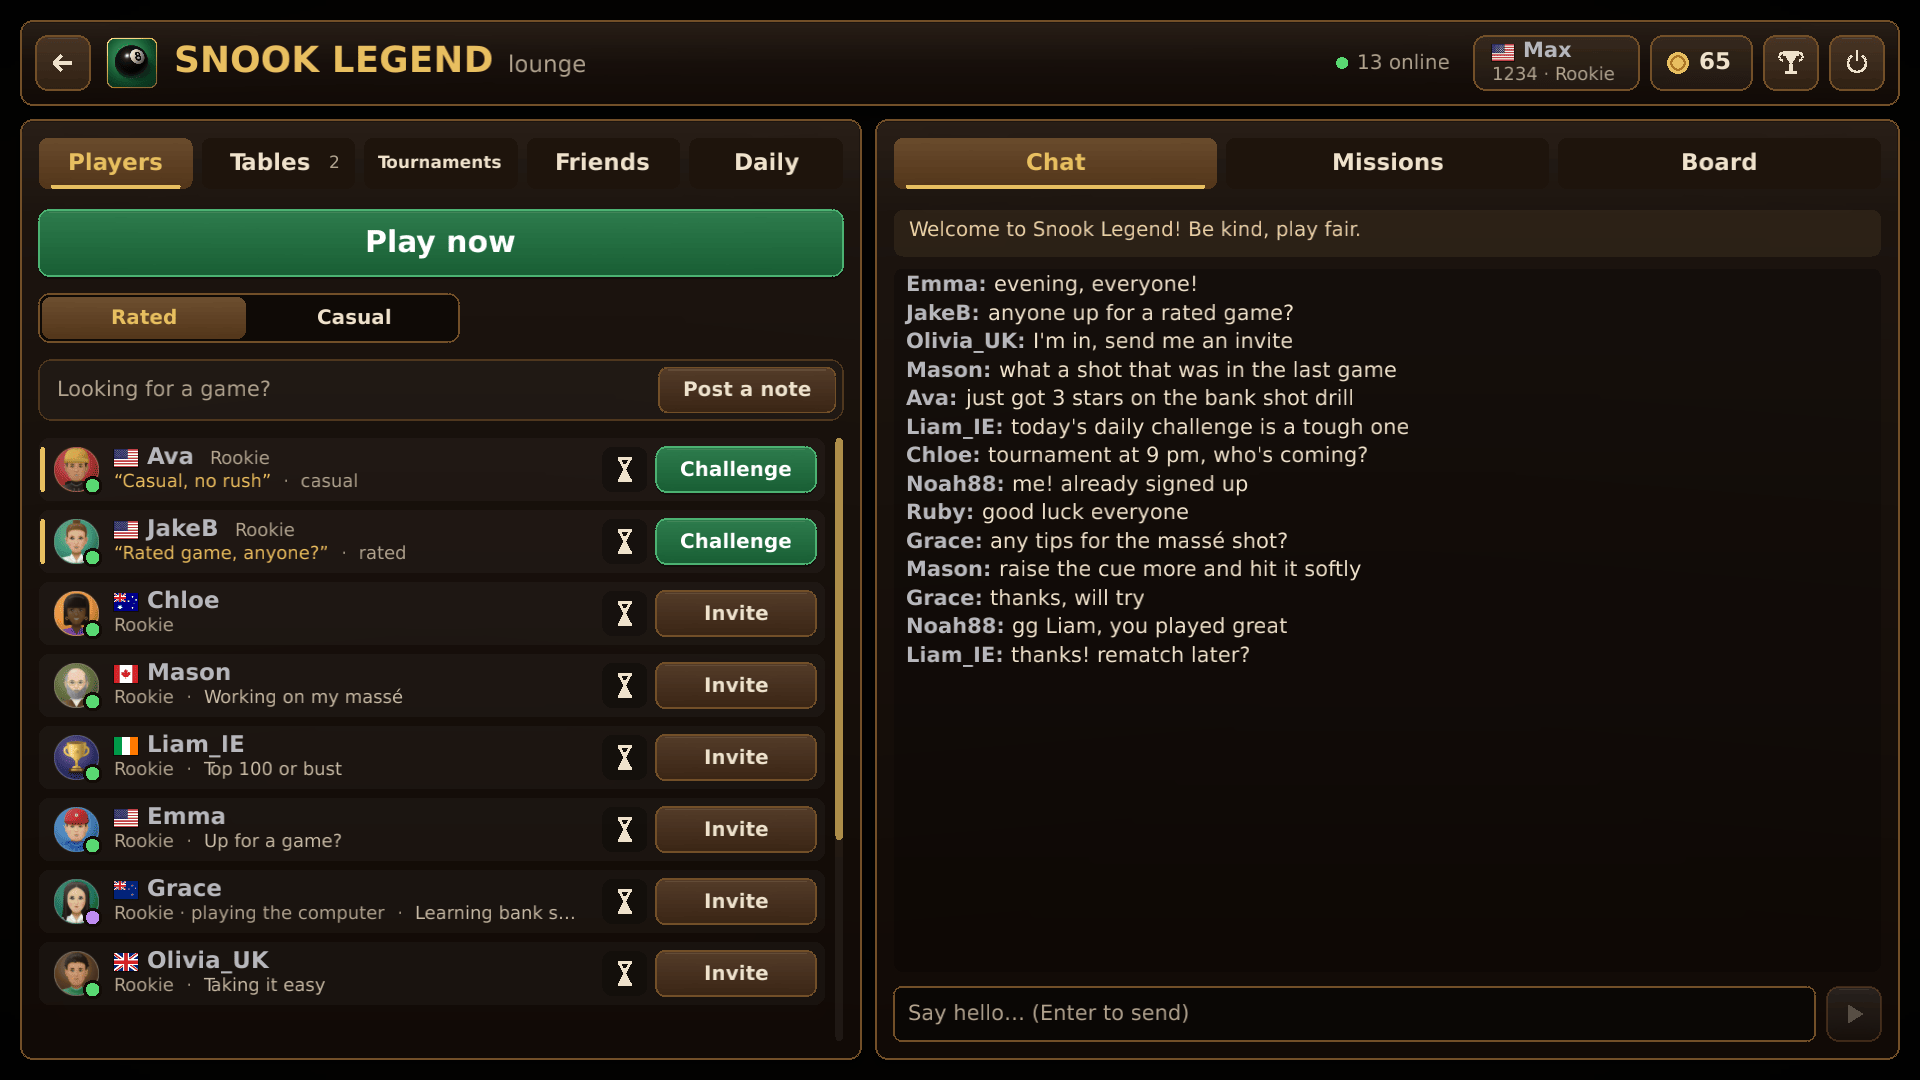 SNOOK LEGEND lounge
13 online
Max
1234 · Rookie
65
Players
Tables 2
Tournaments
Friends
Daily
Play now
Rated
Casual
Looking for a game?
Post a note
Ava Rookie
“Casual, no rush” · casual
Challenge
JakeB Rookie
“Rated game, anyone?” · rated
Challenge
Chloe
Rookie
Invite
Mason
Rookie · Working on my massé
Invite
Liam_IE
Rookie · Top 100 or bust
Invite
Emma
Rookie · Up for a game?
Invite
Grace
Rookie · playing the computer · Learning bank s...
Invite
Olivia_UK
Rookie · Taking it easy
Invite
Chat
Missions
Board
Welcome to Snook Legend! Be kind, play fair.
Emma: evening, everyone!
JakeB: anyone up for a rated game?
Olivia_UK: I'm in, send me an invite
Mason: what a shot that was in the last game
Ava: just got 3 stars on the bank shot drill
Liam_IE: today's daily challenge is a tough one
Chloe: tournament at 9 pm, who's coming?
Noah88: me! already signed up
Ruby: good luck everyone
Grace: any tips for the massé shot?
Mason: raise the cue more and hit it softly
Grace: thanks, will try
Noah88: gg Liam, you played great
Liam_IE: thanks! rematch later?
Say hello... (Enter to send)